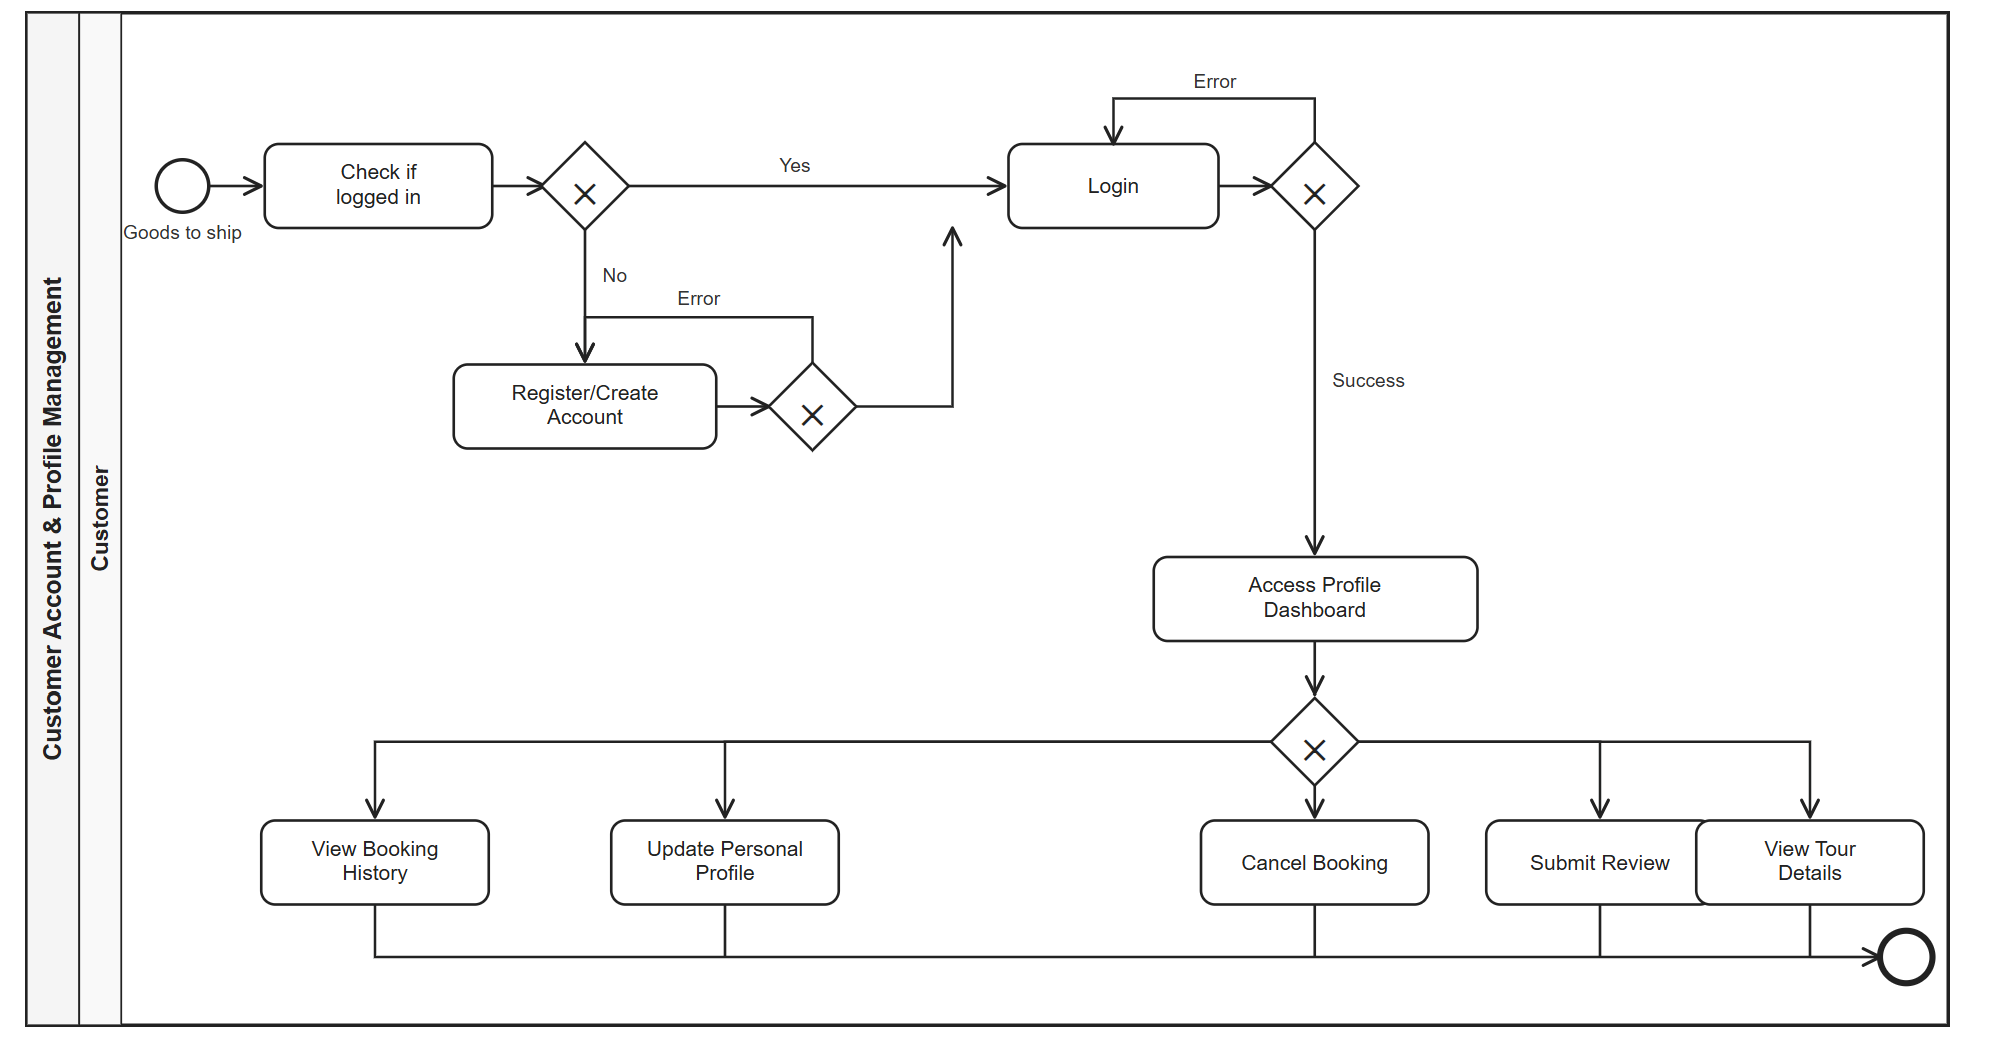 Customer Account & Profile Management
Customer
Error
Check if
logged in
Yes
Login
Goods to ship
No
Error
Register/Create
Account
Success
Access Profile
Dashboard
View Booking
History
Update Personal
Profile
Cancel Booking
Submit Review
View Tour
Details